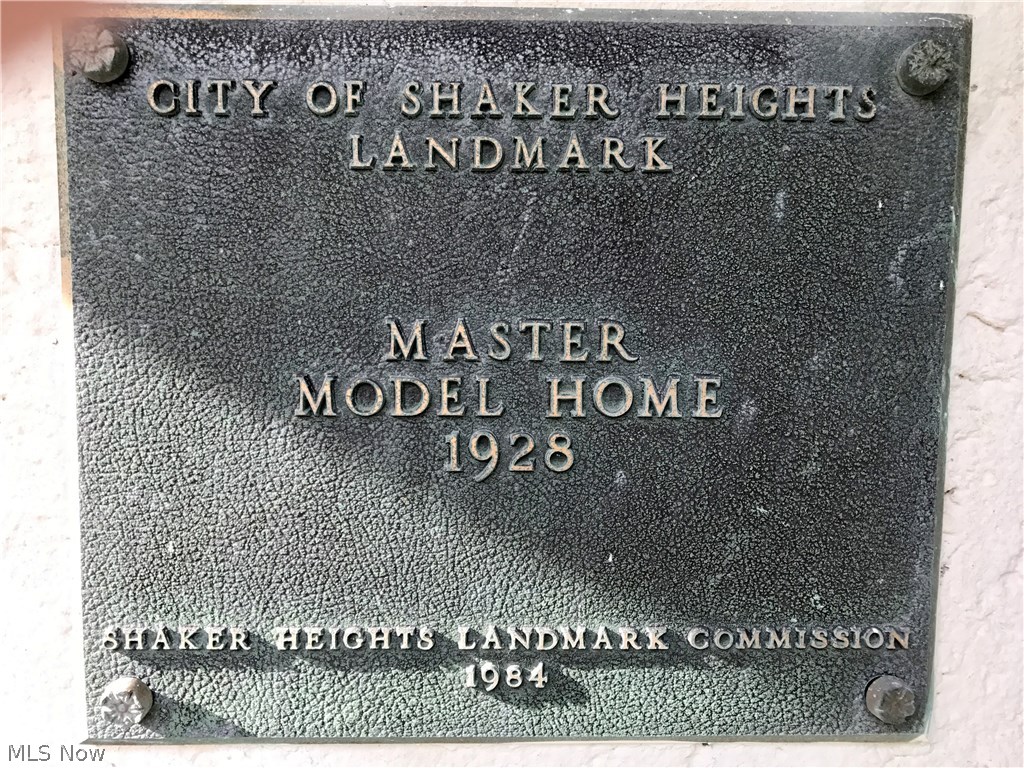 CITY OF SHAKER HEIGHTS
LANDMARK
MASTER
MODEL HOME
1928
SHAKER HEIGHTS LANDMARK COMMISSION
1984
MLS Now